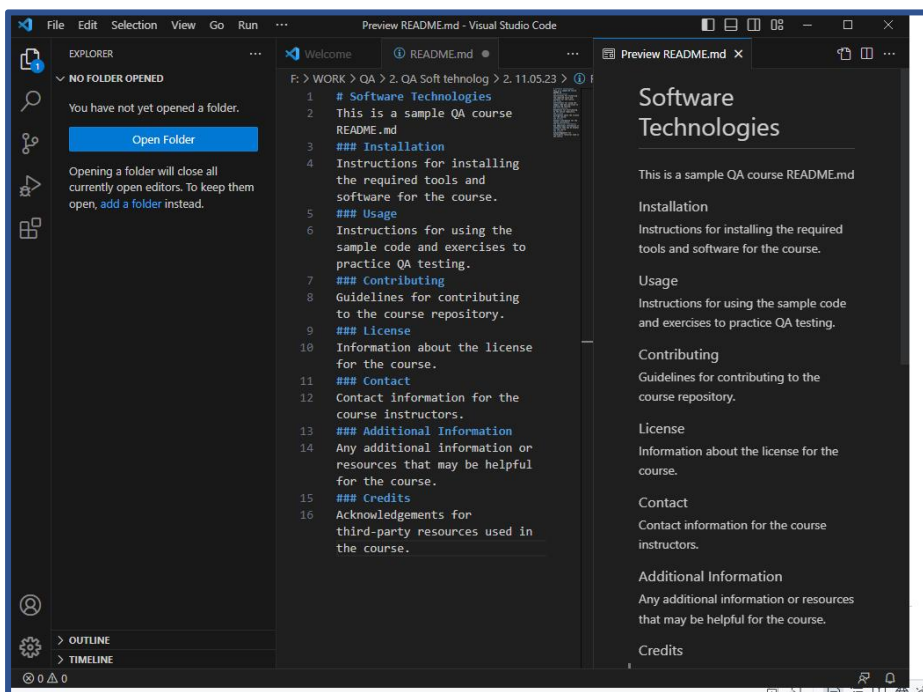 File Edit Selection View Go Run ··· Preview README.md - Visual Studio Code
EXPLORER ···
NO FOLDER OPENED
You have not yet opened a folder.
Open Folder
Opening a folder will close all
currently open editors. To keep them
open, add a folder instead.
OUTLINE
TIMELINE
Welcome README.md ● ···
F: > WORK > QA > 2. QA Soft tehnolog > 2. 11.05.23 >
1 # Software Technologies
2 This is a sample QA course
README.md
3 ### Installation
4 Instructions for installing
the required tools and
software for the course.
5 ### Usage
6 Instructions for using the
sample code and exercises to
practice QA testing.
7 ### Contributing
8 Guidelines for contributing
to the course repository.
9 ### License
10 Information about the license
for the course.
11 ### Contact
12 Contact information for the
course instructors.
13 ### Additional Information
14 Any additional information or
resources that may be helpful
for the course.
15 ### Credits
16 Acknowledgements for
third-party resources used in
the course.
Preview README.md ···
Software
Technologies
This is a sample QA course README.md
Installation
Instructions for installing the required
tools and software for the course.
Usage
Instructions for using the sample code
and exercises to practice QA testing.
Contributing
Guidelines for contributing to the
course repository.
License
Information about the license for the
course.
Contact
Contact information for the course
instructors.
Additional Information
Any additional information or resources
that may be helpful for the course.
Credits
0 0
1